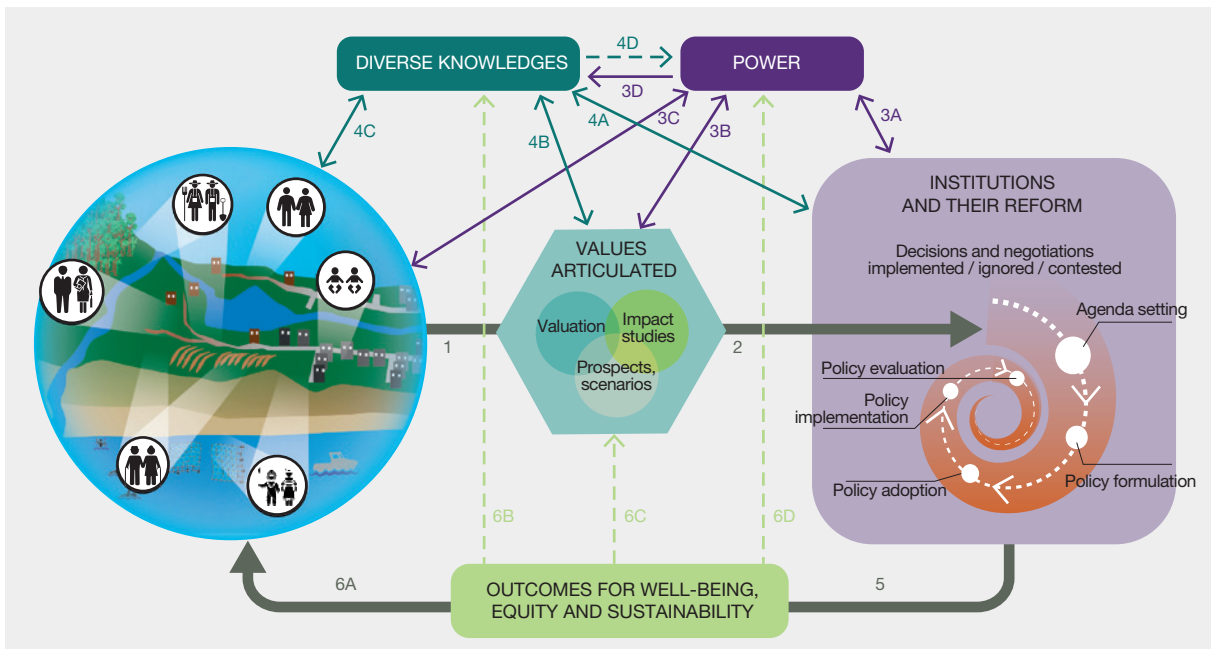 4D
DIVERSE KNOWLEDGES
POWER
3D
3C
4A
3A
4C
4B
3B
INSTITUTIONS
AND THEIR REFORM
VALUES
ARTICULATED
Decisions and negotiations
implemented / ignored / contested
Valuation
Impact
studies
Prospects,
scenarios
1
2
Agenda setting
Policy evaluation
Policy
implementation
Policy adoption
Policy formulation
6B
6C
6D
6A
OUTCOMES FOR WELL-BEING,
EQUITY AND SUSTAINABILITY
5